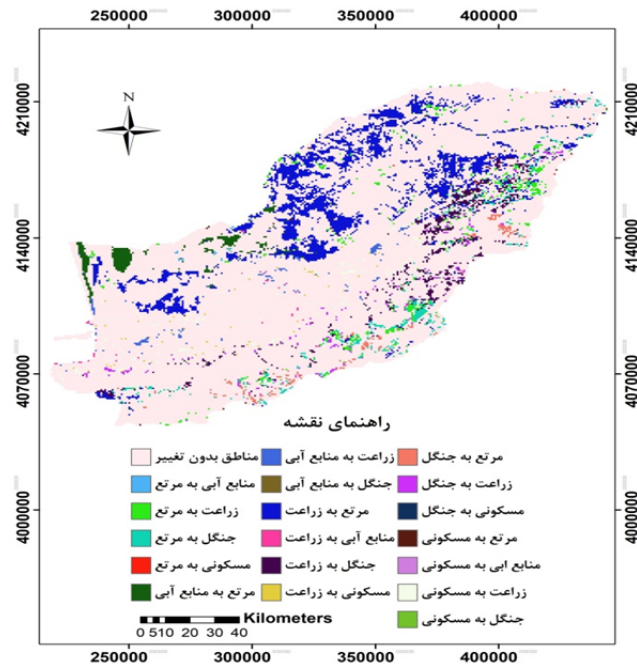 250000 300000 350000 400000
N
4210000 4210000
4140000 4140000
4070000 4070000
4000000 4000000
راهنمای نقشه
مناطق بدون تغییر زراعت به منابع آبی مرتع به جنگل
منابع آبی به مرتع جنگل به منابع آبی زراعت به جنگل
زراعت به مرتع مرتع به زراعت مسکونی به جنگل
جنگل به مرتع منابع آبی به زراعت مرتع به مسکونی
مسکونی به مرتع جنگل به زراعت منابع ابی به مسکونی
مرتع به منابع آبی مسکونی به زراعت زراعت به مسکونی
جنگل به مسکونی
0 5 10 20 30 40 Kilometers
250000 300000 350000 400000